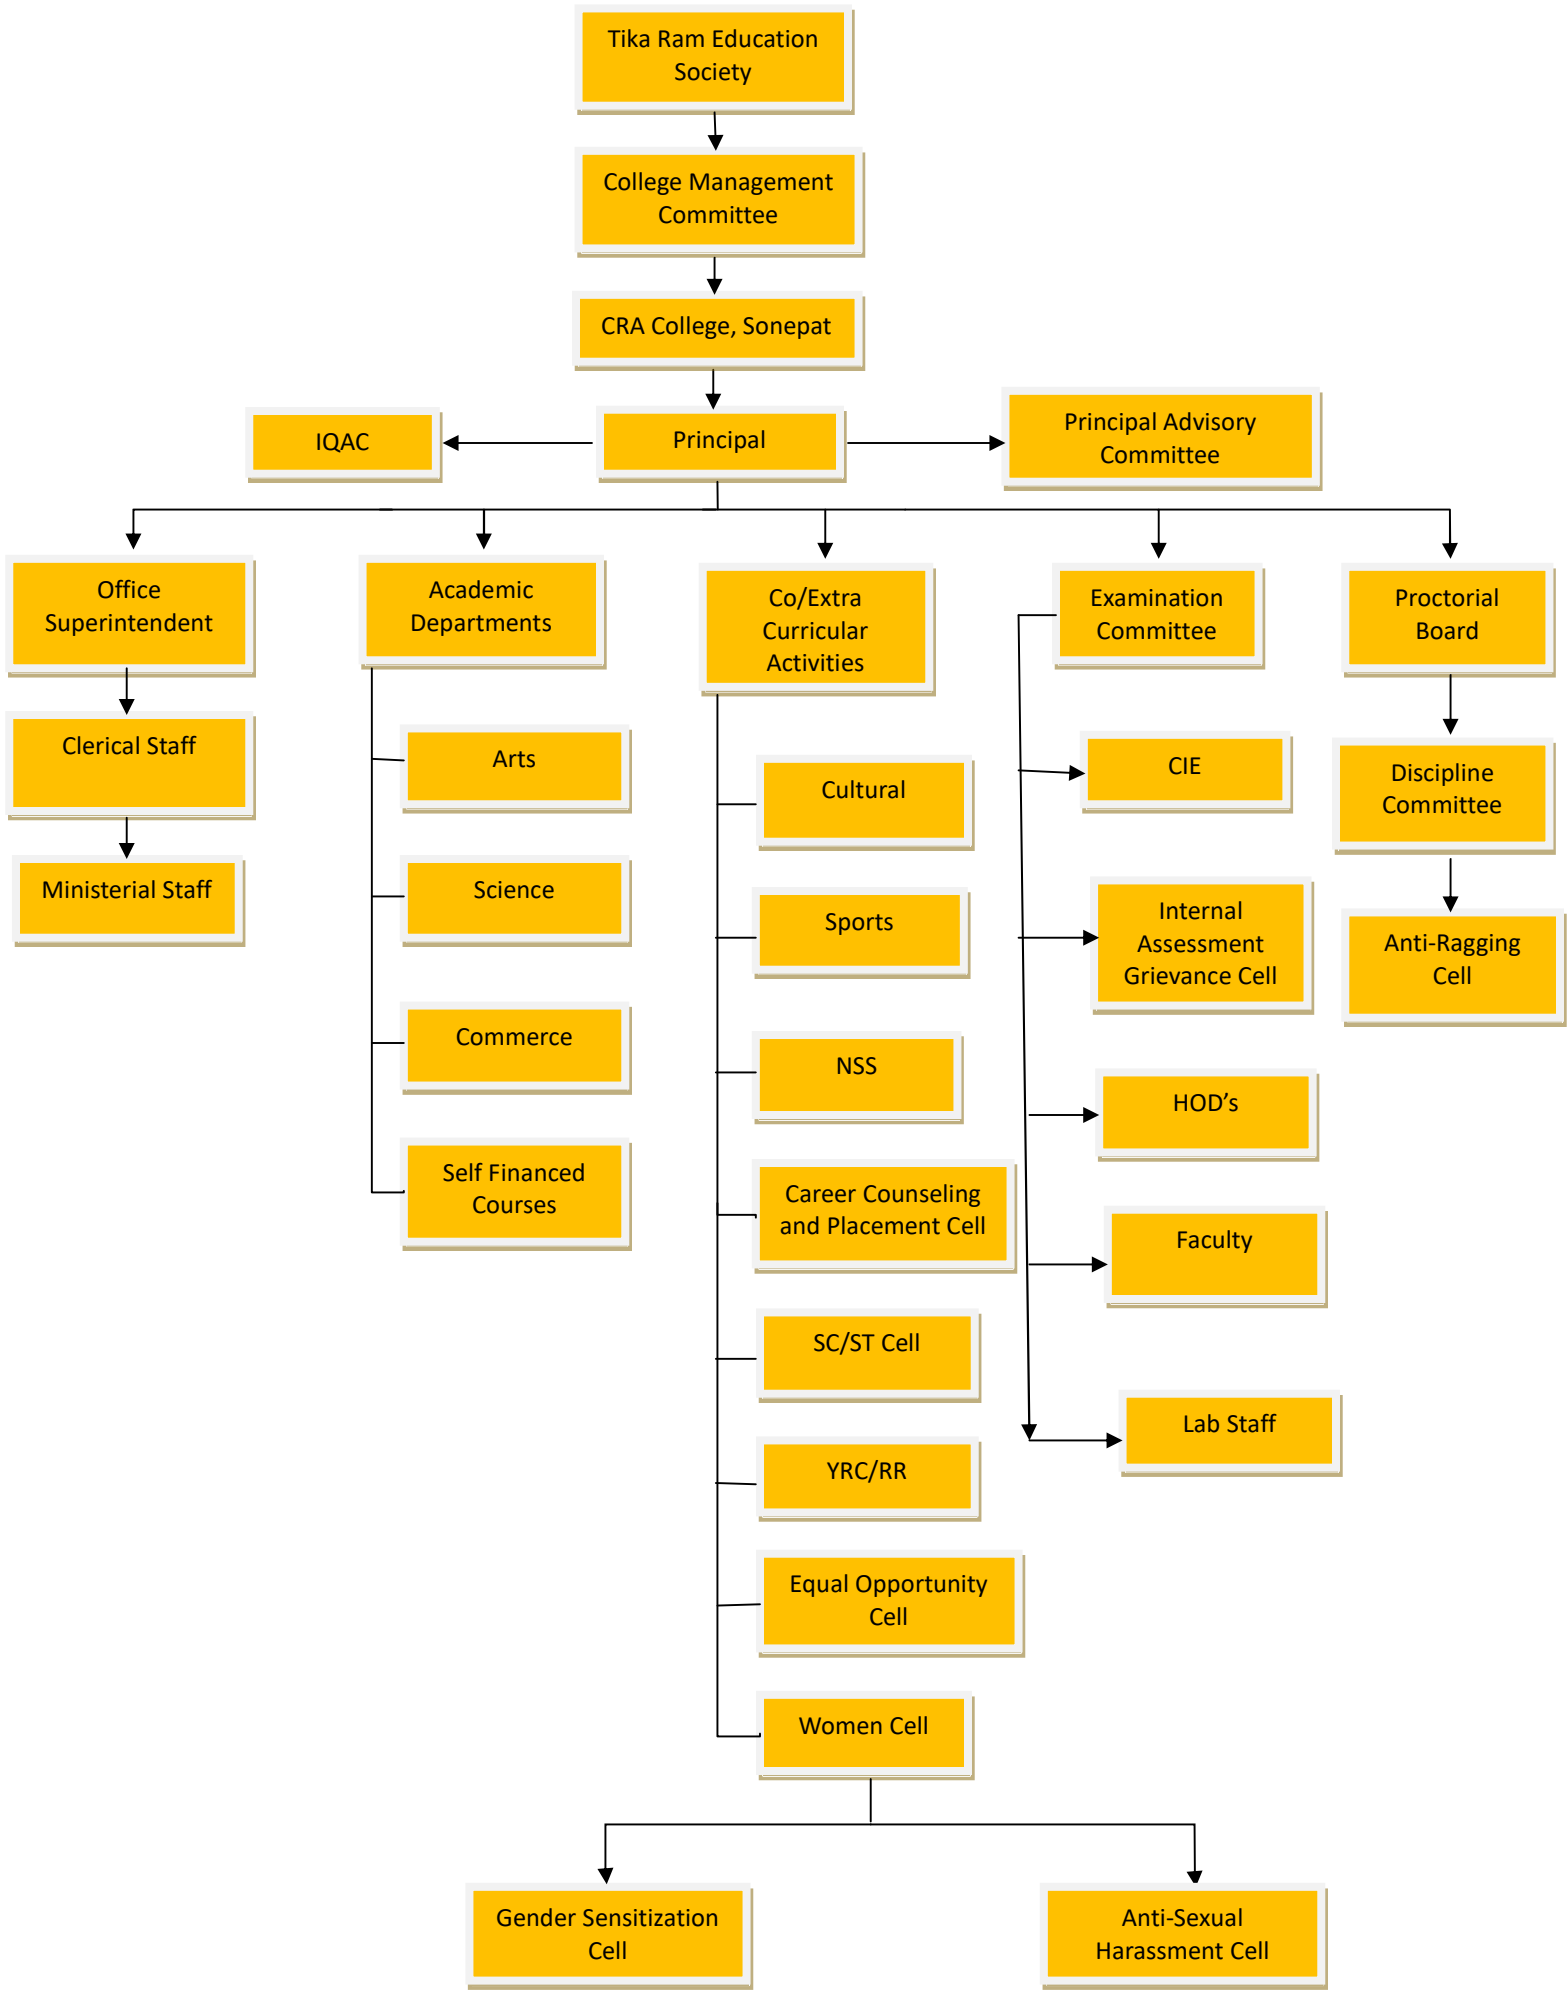 Tika Ram Education
Society
College Management
Committee
CRA College, Sonepat
IQAC
Principal
Principal Advisory
Committee
Office
Superintendent
Academic
Departments
Co/Extra
Curricular
Activities
Examination
Committee
Proctorial
Board
Clerical Staff
Ministerial Staff
Arts
Science
Commerce
Self Financed
Courses
Cultural
Sports
NSS
Career Counseling
and Placement Cell
SC/ST Cell
YRC/RR
Equal Opportunity
Cell
Women Cell
CIE
Internal
Assessment
Grievance Cell
HOD’s
Faculty
Lab Staff
Discipline
Committee
Anti-Ragging
Cell
Gender Sensitization
Cell
Anti-Sexual
Harassment Cell